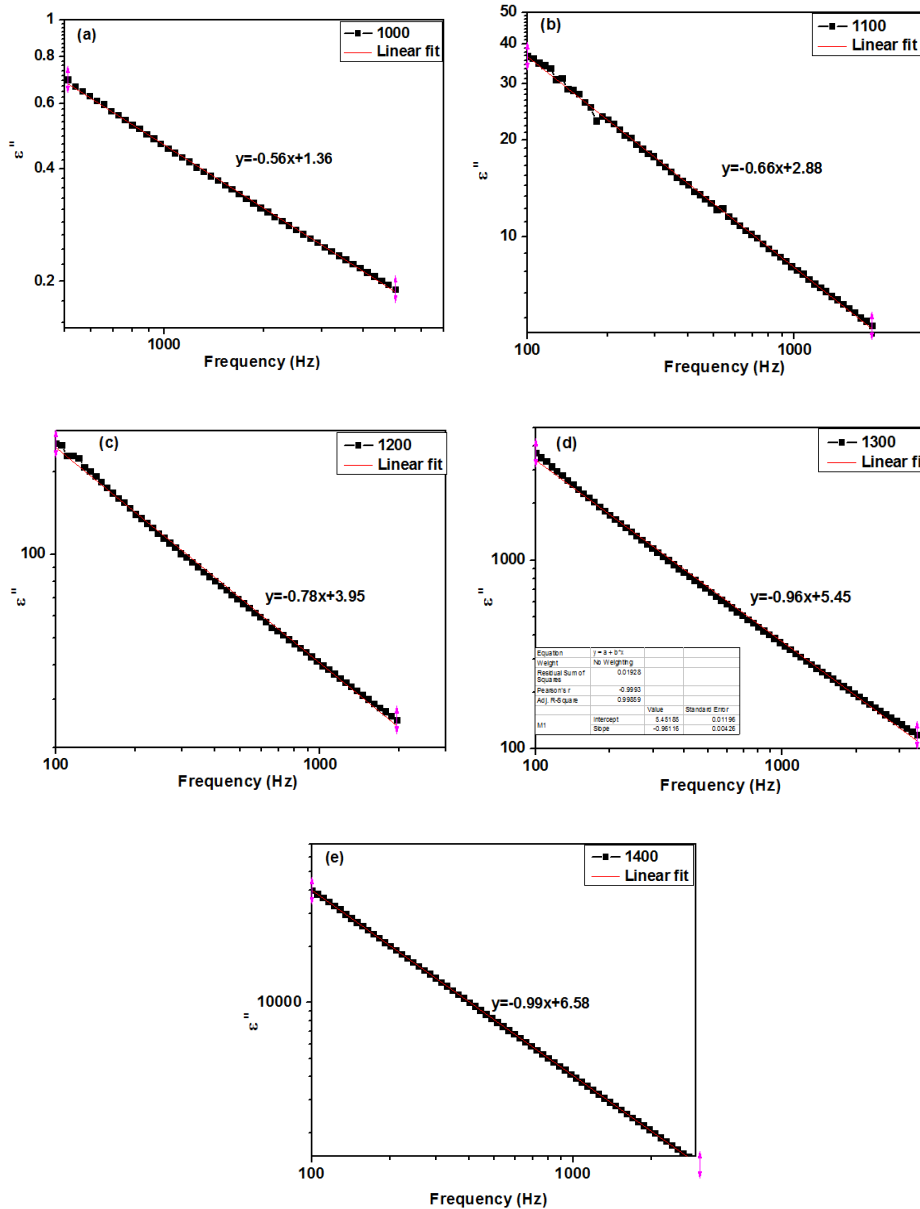 (a)
1000
Linear fit
1
0.8
0.6
0.4
0.2
ε''
y=-0.56x+1.36
1000
Frequency (Hz)
(b)
1100
Linear fit
50
40
30
20
10
ε''
y=-0.66x+2.88
100
1000
Frequency (Hz)
(c)
1200
Linear fit
100
ε''
y=-0.78x+3.95
100
1000
Frequency (Hz)
(d)
1300
Linear fit
1000
100
ε''
y=-0.96x+5.45
Equation y = a + b*x
Weight No Weighting
Residual Sum of Squares 0.01928
Pearson's r -0.9993
Adj. R-Square 0.99859
Value Standard Error
M1 Intercept 5.45185 0.01196
Slope -0.96116 0.00426
100
1000
Frequency (Hz)
(e)
1400
Linear fit
10000
ε''
y=-0.99x+6.58
100
1000
Frequency (Hz)